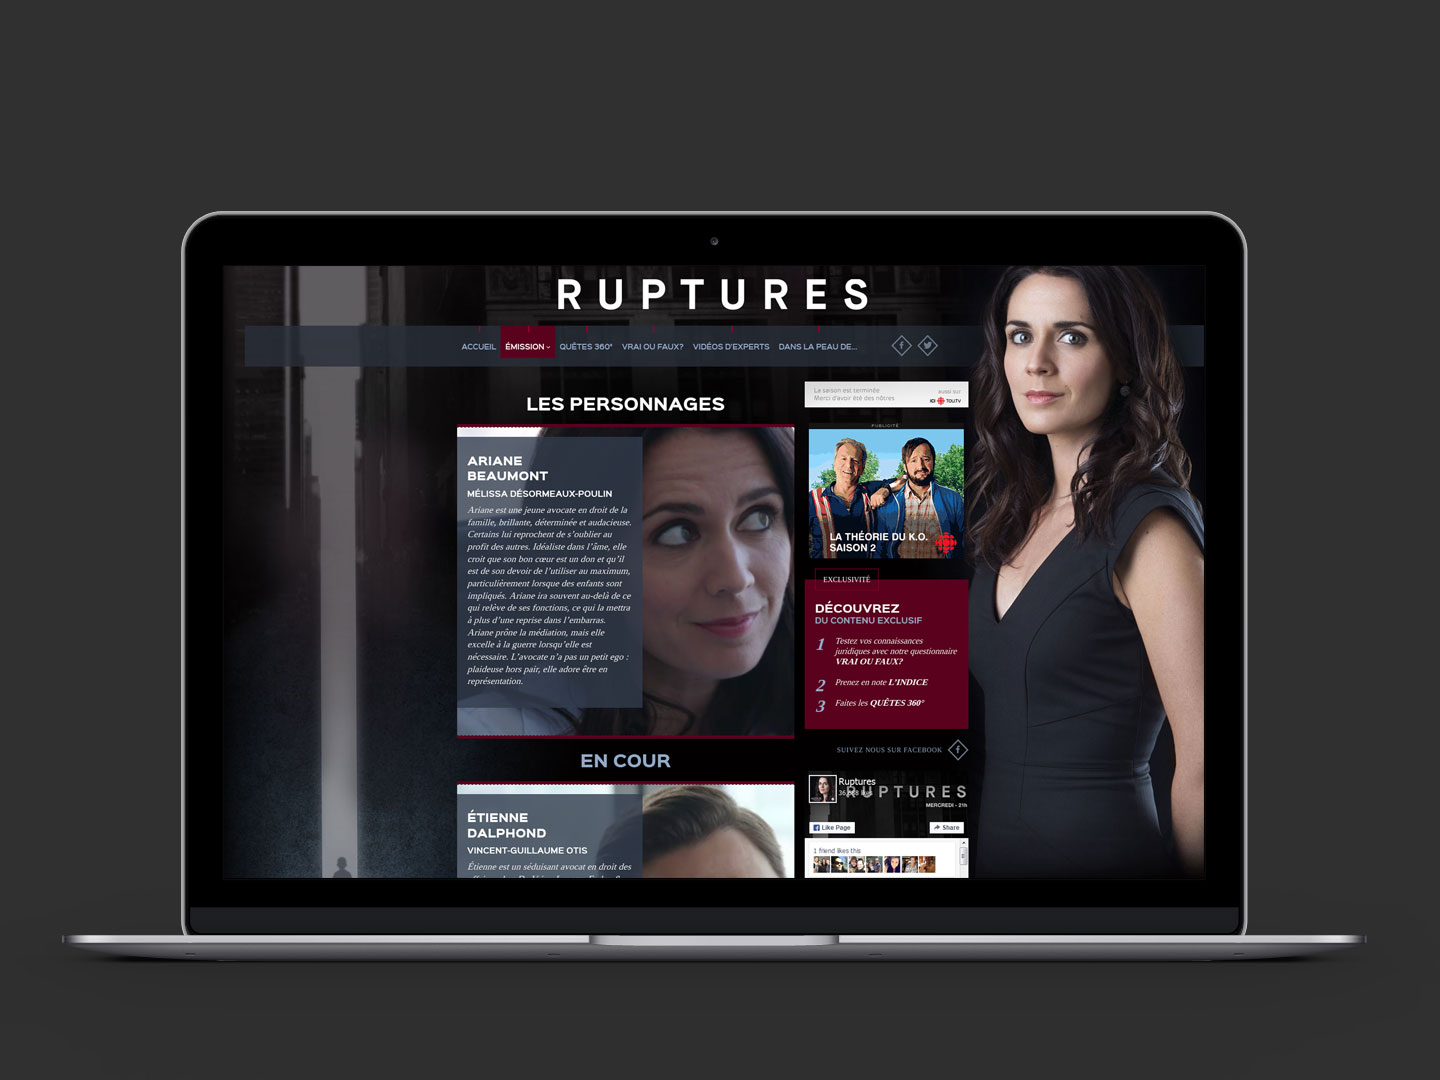 RUPTURES
ACCUEIL
ÉMISSION
QUÊTES 360°
VRAI OU FAUX?
VIDÉOS D'EXPERTS
DANS LA PEAU DE...
LES PERSONNAGES
ARIANE
BEAUMONT
MÉLISSA DÉSORMEAUX-POULIN
Ariane est une jeune avocate en droit de la
famille, brillante, déterminée et audacieuse.
Certains lui reprochent de s’oublier au
profit des autres. Idéaliste dans l’âme, elle
croit que son bon cœur est un don et qu’il
est de son devoir de l’utiliser au maximum,
particulièrement lorsque des enfants sont
impliqués. Ariane ira souvent au-delà de ce
qui relève de ses fonctions, ce qui la mettra
à plus d’une reprise dans l’embarras.
Ariane prône la médiation, mais elle
excelle à la guerre lorsqu’elle est
nécessaire. L’avocate n’a pas un petit ego :
plaideuse hors pair, elle adore être en
représentation.
EN COUR
ÉTIENNE
DALPHOND
VINCENT-GUILLAUME OTIS
Étienne est un séduisant avocat en droit des
La saison est terminée
Merci d'avoir été des nôtres
aussi sur
ICI TOU.TV
PUBLICITÉ
LA THÉORIE DU K.O.
SAISON 2
EXCLUSIVITÉ
DÉCOUVREZ
DU CONTENU EXCLUSIF
1 Testez vos connaissances
juridiques avec notre questionnaire
VRAI OU FAUX?
2 Prenez en note L’INDICE
3 Faites les QUÊTES 360°
SUIVEZ NOUS SUR FACEBOOK
Ruptures
likes
RUPTURES
MERCREDI - 21h
Like Page
Share
1 friend likes this